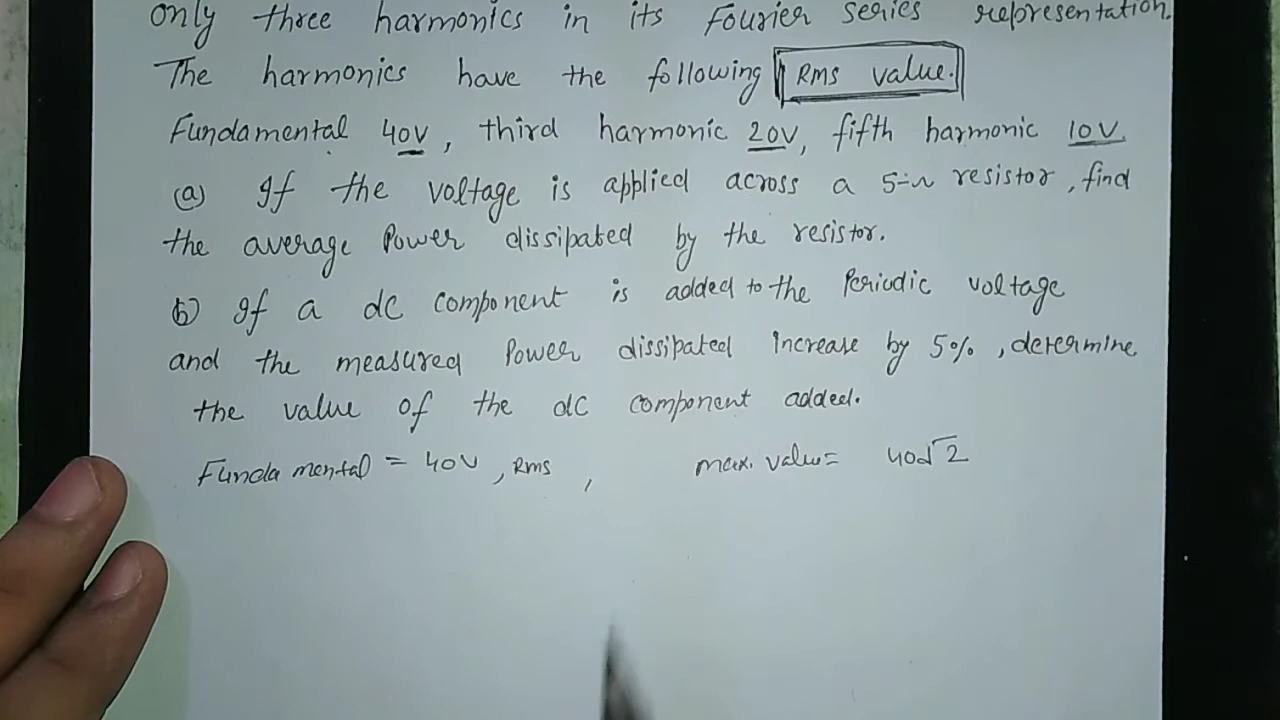 only three harmonics in its Fourier series representation.
The harmonics have the following Rms value.
Fundamental 40V, third harmonic 20V, fifth harmonic 10V.
(a) If the voltage is applied across a 5-Ω resistor, find
the average Power dissipated by the resistor.
(b) If a dc component is added to the Periodic voltage
and the measured Power dissipated increase by 5%, determine
the value of the dc component added.
Fundamental = 40V, Rms, max. value = 40√2